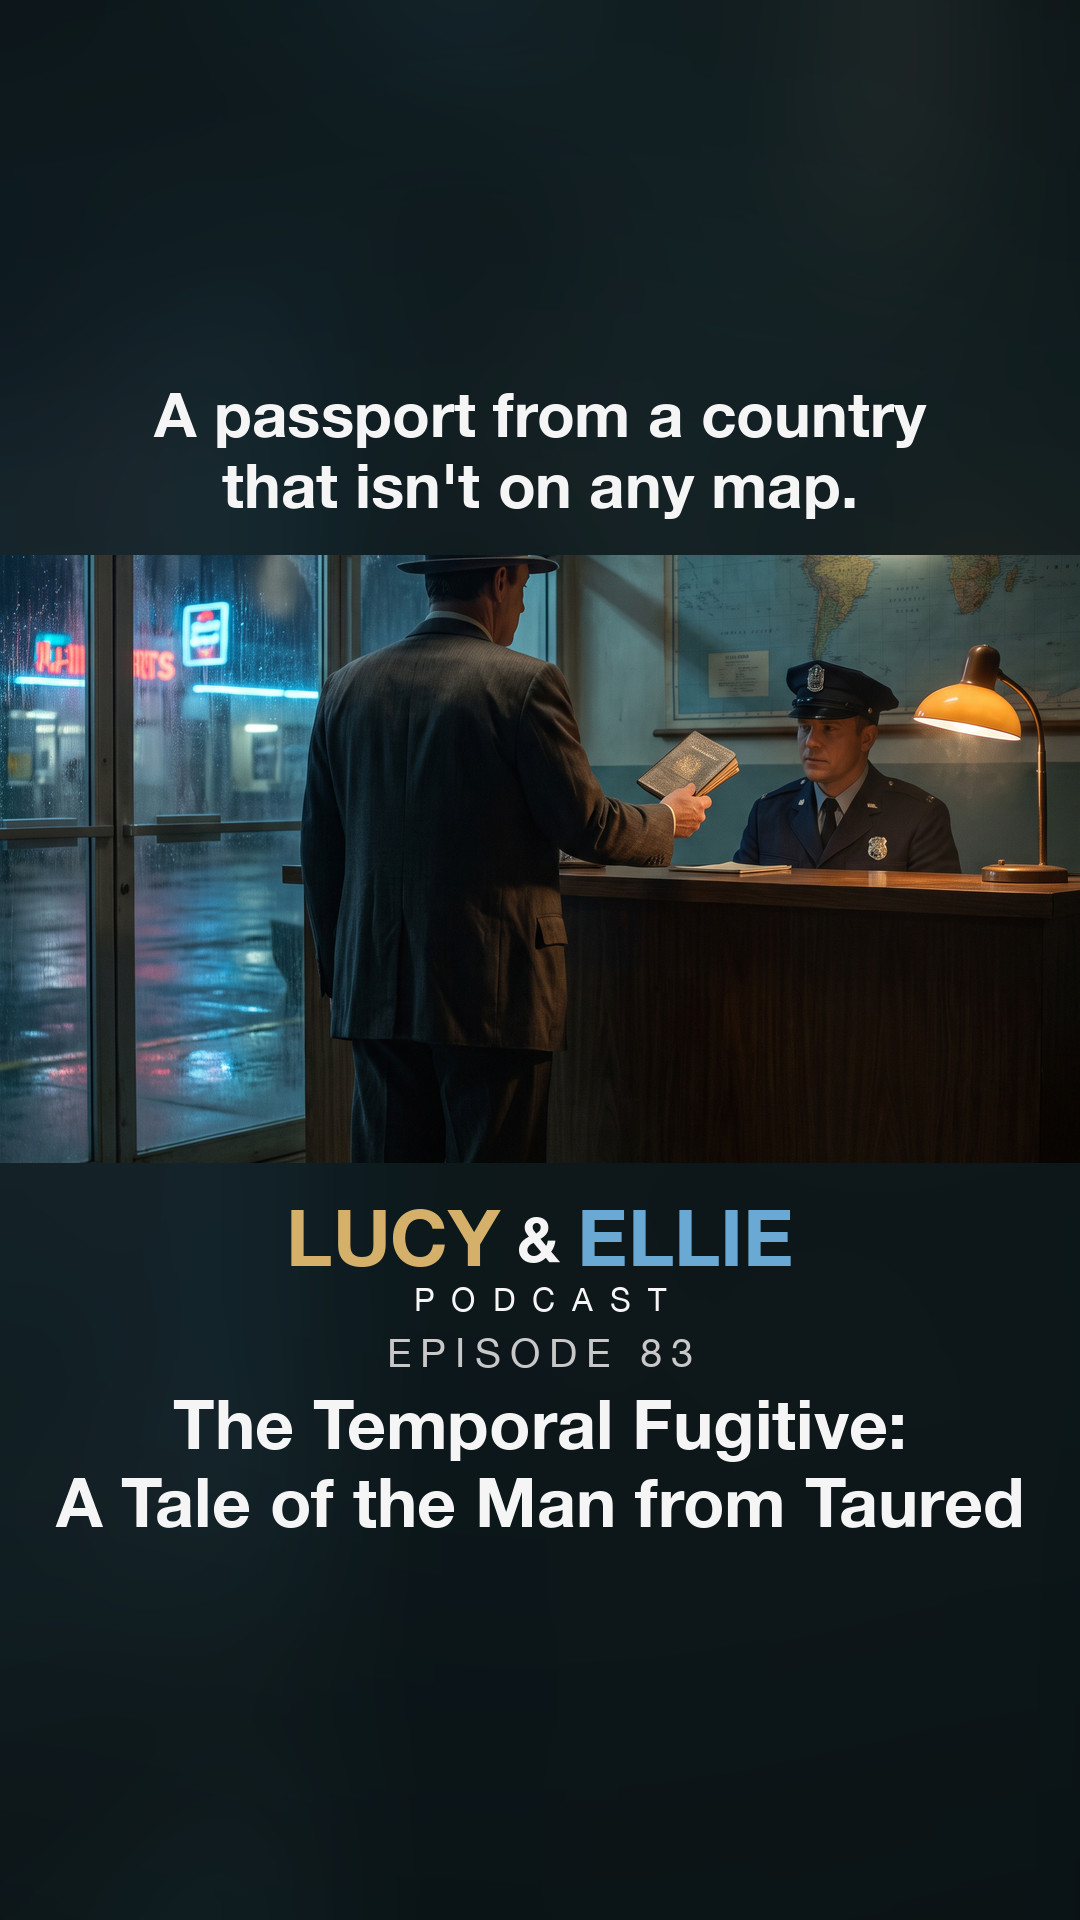 A passport from a country
that isn't on any map.
LUCY & ELLIE
PODCAST
EPISODE 83
The Temporal Fugitive:
A Tale of the Man from Taured